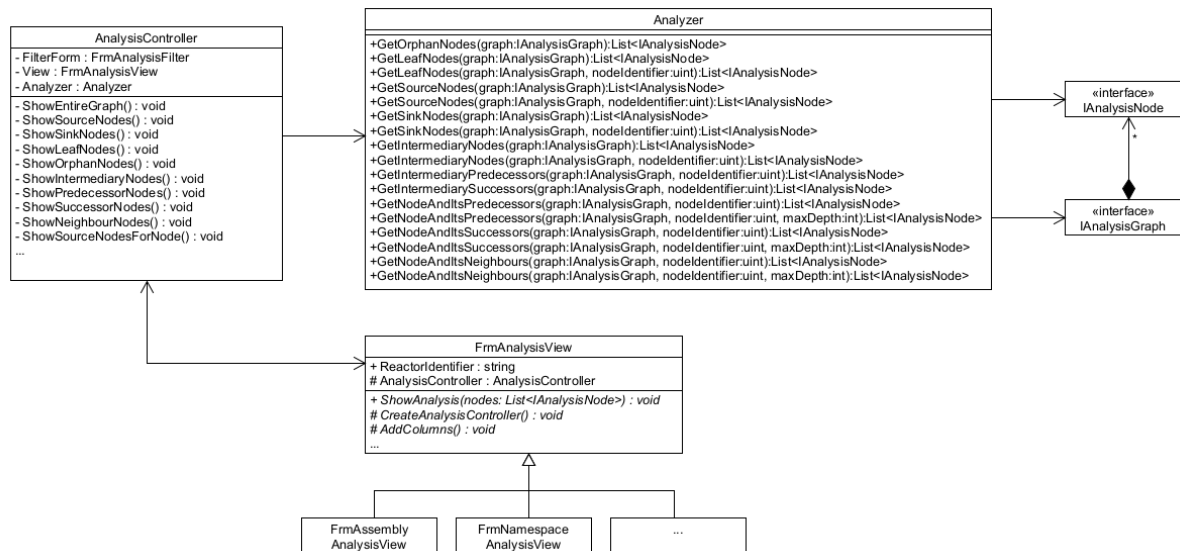 AnalysisController
- FilterForm : FrmAnalysisFilter
- View : FrmAnalysisView
- Analyzer : Analyzer
- ShowEntireGraph() : void
- ShowSourceNodes() : void
- ShowSinkNodes() : void
- ShowLeafNodes() : void
- ShowOrphanNodes() : void
- ShowIntermediaryNodes() : void
- ShowPredecessorNodes() : void
- ShowSuccessorNodes() : void
- ShowNeighbourNodes() : void
- ShowSourceNodesForNode() : void
...
Analyzer
+GetOrphanNodes(graph:IAnalysisGraph):List<IAnalysisNode>
+GetLeafNodes(graph:IAnalysisGraph):List<IAnalysisNode>
+GetLeafNodes(graph:IAnalysisGraph, nodeIdentifier:uint):List<IAnalysisNode>
+GetSourceNodes(graph:IAnalysisGraph):List<IAnalysisNode>
+GetSourceNodes(graph:IAnalysisGraph, nodeIdentifier:uint):List<IAnalysisNode>
+GetSinkNodes(graph:IAnalysisGraph):List<IAnalysisNode>
+GetSinkNodes(graph:IAnalysisGraph, nodeIdentifier:uint):List<IAnalysisNode>
+GetIntermediaryNodes(graph:IAnalysisGraph):List<IAnalysisNode>
+GetIntermediaryNodes(graph:IAnalysisGraph, nodeIdentifier:uint):List<IAnalysisNode>
+GetIntermediaryPredecessors(graph:IAnalysisGraph, nodeIdentifier:uint):List<IAnalysisNode>
+GetIntermediarySuccessors(graph:IAnalysisGraph, nodeIdentifier:uint):List<IAnalysisNode>
+GetNodeAndItsPredecessors(graph:IAnalysisGraph, nodeIdentifier:uint):List<IAnalysisNode>
+GetNodeAndItsPredecessors(graph:IAnalysisGraph, nodeIdentifier:uint, maxDepth:int):List<IAnalysisNode>
+GetNodeAndItsSuccessors(graph:IAnalysisGraph, nodeIdentifier:uint):List<IAnalysisNode>
+GetNodeAndItsSuccessors(graph:IAnalysisGraph, nodeIdentifier:uint, maxDepth:int):List<IAnalysisNode>
+GetNodeAndItsNeighbours(graph:IAnalysisGraph, nodeIdentifier:uint):List<IAnalysisNode>
+GetNodeAndItsNeighbours(graph:IAnalysisGraph, nodeIdentifier:uint, maxDepth:int):List<IAnalysisNode>
«interface»
IAnalysisNode
*
«interface»
IAnalysisGraph
FrmAnalysisView
+ ReactorIdentifier : string
# AnalysisController : AnalysisController
+ ShowAnalysis(nodes: List<IAnalysisNode>) : void
# CreateAnalysisController() : void
# AddColumns() : void
...
FrmAssembly
AnalysisView
FrmNamespace
AnalysisView
...